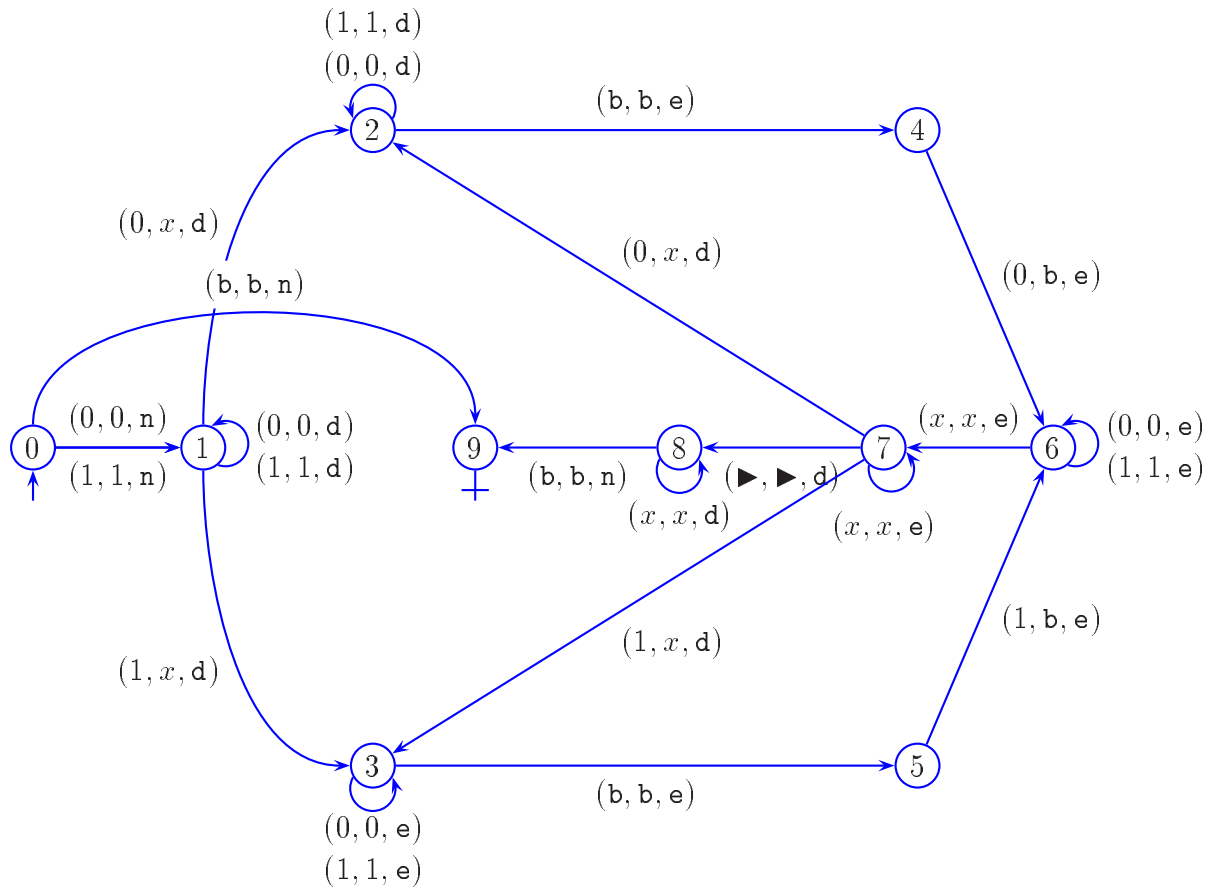 (1, 1, d)
(0, 0, d)
2
(b, b, e)
4
(0, x, d)
(0, x, d)
(0, b, e)
(b, b, n)
(0, 0, n)
(1, 1, n)
0
1
(0, 0, d)
(1, 1, d)
9
(b, b, n)
8
(x, x, d)
(▶, ▶, d)
7
(x, x, e)
(x, x, e)
6
(0, 0, e)
(1, 1, e)
(1, x, d)
(1, x, d)
(1, b, e)
3
(b, b, e)
5
(0, 0, e)
(1, 1, e)